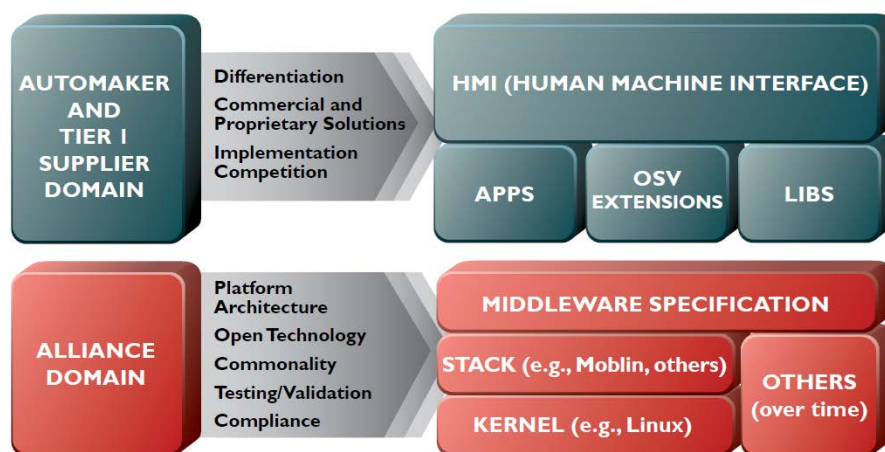 AUTOMAKER
AND
TIER 1
SUPPLIER
DOMAIN
Differentiation
Commercial and
Proprietary Solutions
Implementation
Competition
HMI (HUMAN MACHINE INTERFACE)
APPS
OSV
EXTENSIONS
LIBS
ALLIANCE
DOMAIN
Platform
Architecture
Open Technology
Commonality
Testing/Validation
Compliance
MIDDLEWARE SPECIFICATION
STACK (e.g., Moblin, others)
KERNEL (e.g., Linux)
OTHERS
(over time)